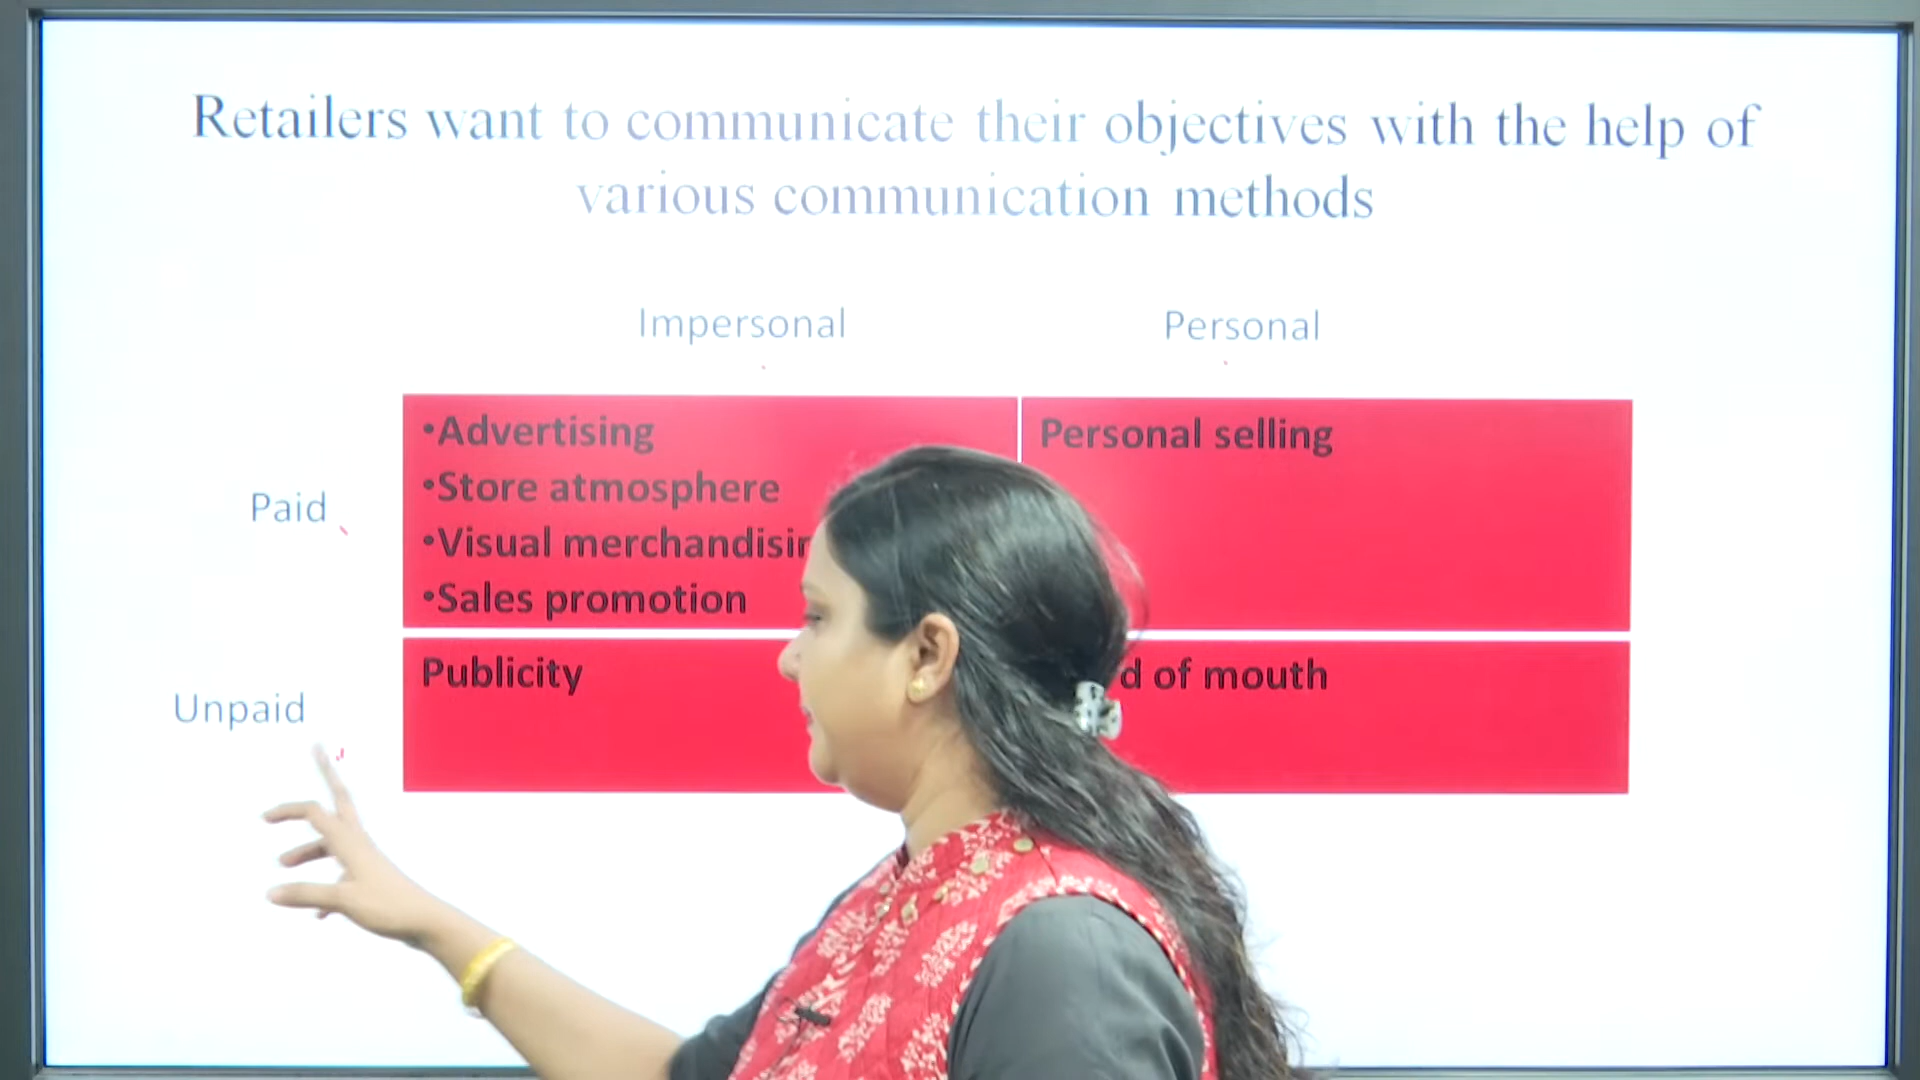 Retailers want to communicate their objectives with the help of
various communication methods
Impersonal
Personal
Paid
•Advertising
•Store atmosphere
•Visual
•Sales promotion
Personal selling
Unpaid
Publicity
of mouth